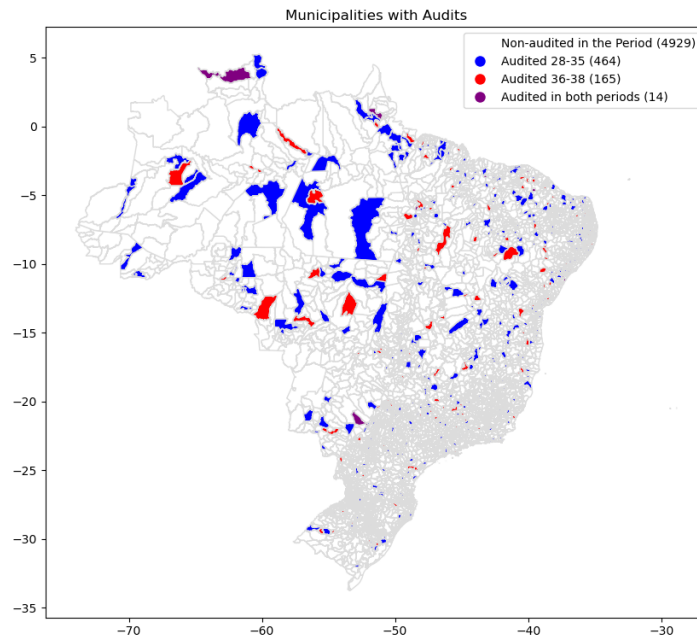 Municipalities with Audits
Non-audited in the Period (4929)
Audited 28-35 (464)
Audited 36-38 (165)
Audited in both periods (14)
5
0
−5
−10
−15
−20
−25
−30
−35
−70
−60
−50
−40
−30